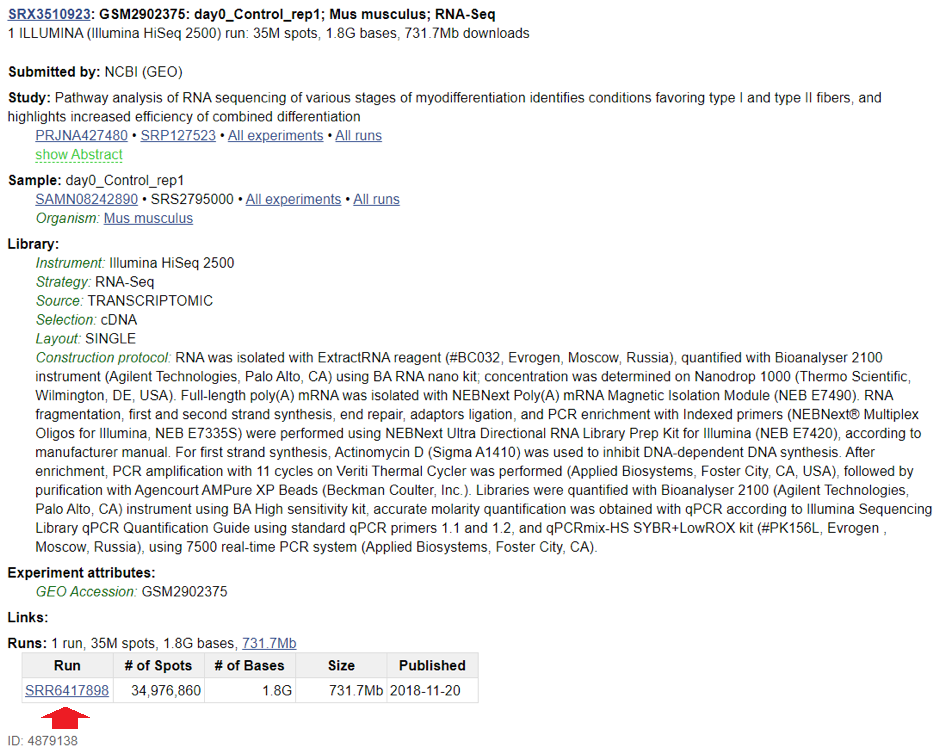 SRX3510923: GSM2902375: day0_Control_rep1; Mus musculus; RNA-Seq
1 ILLUMINA (Illumina HiSeq 2500) run: 35M spots, 1.8G bases, 731.7Mb downloads
Submitted by: NCBI (GEO)
Study: Pathway analysis of RNA sequencing of various stages of myodifferentiation identifies conditions favoring type I and type II fibers, and
highlights increased efficiency of combined differentiation
PRJNA427480 • SRP127523 • All experiments • All runs
show Abstract
Sample: day0_Control_rep1
SAMN08242890 • SRS2795000 • All experiments • All runs
Organism: Mus musculus
Library:
Instrument: Illumina HiSeq 2500
Strategy: RNA-Seq
Source: TRANSCRIPTOMIC
Selection: cDNA
Layout: SINGLE
Construction protocol: RNA was isolated with ExtractRNA reagent (#BC032, Evrogen, Moscow, Russia), quantified with Bioanalyser 2100
instrument (Agilent Technologies, Palo Alto, CA) using BA RNA nano kit; concentration was determined on Nanodrop 1000 (Thermo Scientific,
Wilmington, DE, USA). Full-length poly(A) mRNA was isolated with NEBNext Poly(A) mRNA Magnetic Isolation Module (NEB E7490). RNA
fragmentation, first and second strand synthesis, end repair, adaptors ligation, and PCR enrichment with Indexed primers (NEBNext® Multiplex
Oligos for Illumina, NEB E7335S) were performed using NEBNext Ultra Directional RNA Library Prep Kit for Illumina (NEB E7420), according to
manufacturer manual. For first strand synthesis, Actinomycin D (Sigma A1410) was used to inhibit DNA-dependent DNA synthesis. After
enrichment, PCR amplification with 11 cycles on Veriti Thermal Cycler was performed (Applied Biosystems, Foster City, CA, USA), followed by
purification with Agencourt AMPure XP Beads (Beckman Coulter, Inc.). Libraries were quantified with Bioanalyser 2100 (Agilent Technologies,
Palo Alto, CA) instrument using BA High sensitivity kit, accurate molarity quantification was obtained with qPCR according to Illumina Sequencing
Library qPCR Quantification Guide using standard qPCR primers 1.1 and 1.2, and qPCRmix-HS SYBR+LowROX kit (#PK156L, Evrogen ,
Moscow, Russia), using 7500 real-time PCR system (Applied Biosystems, Foster City, CA).
Experiment attributes:
GEO Accession: GSM2902375
Links:
Runs: 1 run, 35M spots, 1.8G bases, 731.7Mb
Run # of Spots # of Bases Size Published
SRR6417898 34,976,860 1.8G 731.7Mb 2018-11-20
ID: 4879138